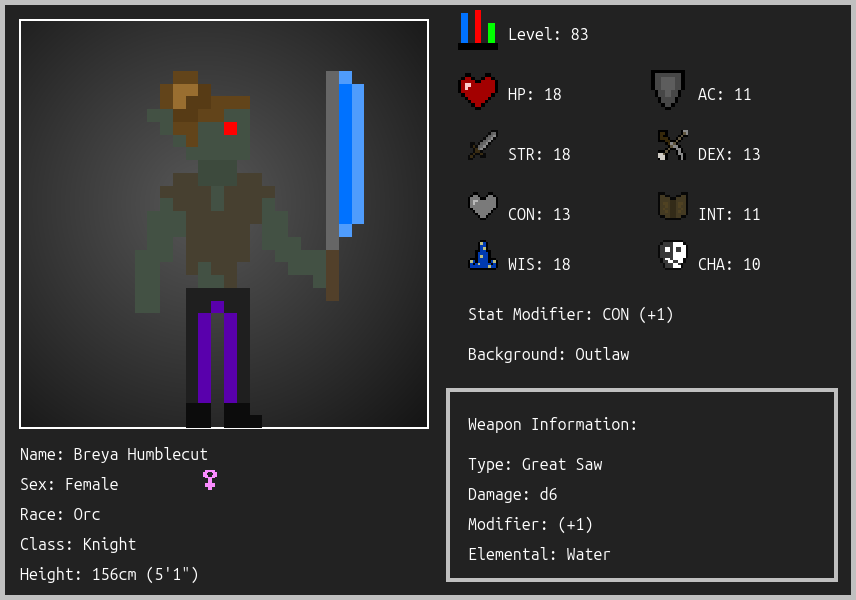 Level: 83
HP: 18
AC: 11
STR: 18
DEX: 13
CON: 13
INT: 11
WIS: 18
CHA: 10
Stat Modifier: CON (+1)
Background: Outlaw
Name: Breya Humblecut
Sex: Female
Race: Orc
Class: Knight
Height: 156cm (5'1")
Weapon Information:
Type: Great Saw
Damage: d6
Modifier: (+1)
Elemental: Water